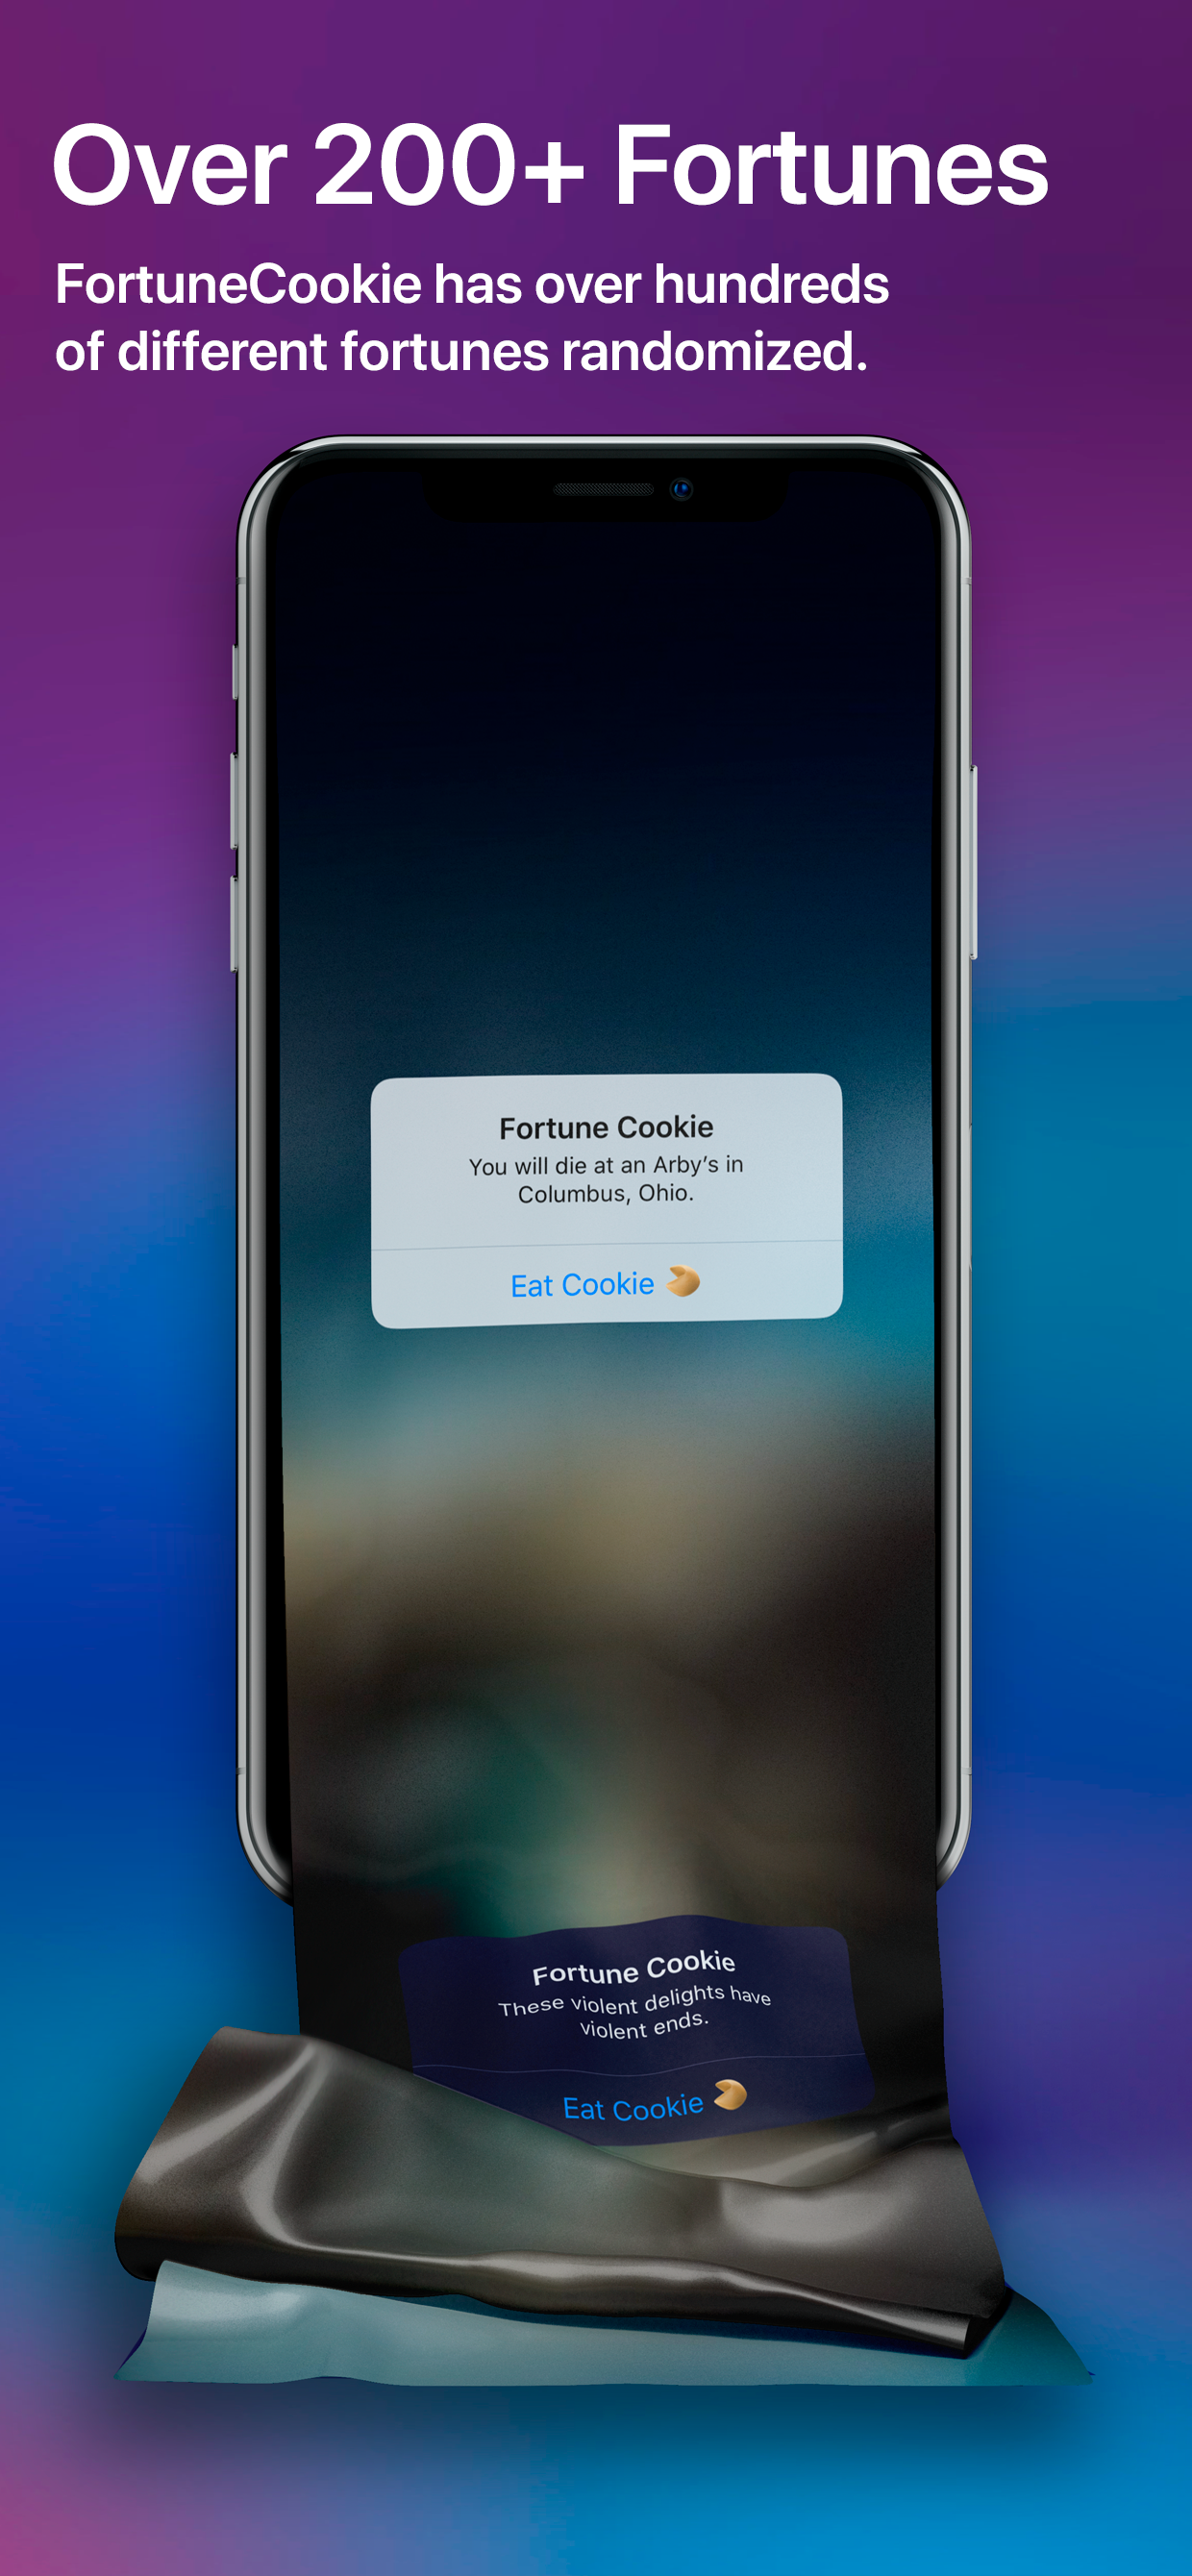 Over 200+ Fortunes
FortuneCookie has over hundreds
of different fortunes randomized.
Fortune Cookie
You will die at an Arby’s in
Columbus, Ohio.
Eat Cookie
Fortune Cookie
These violent delights have
violent ends.
Eat Cookie